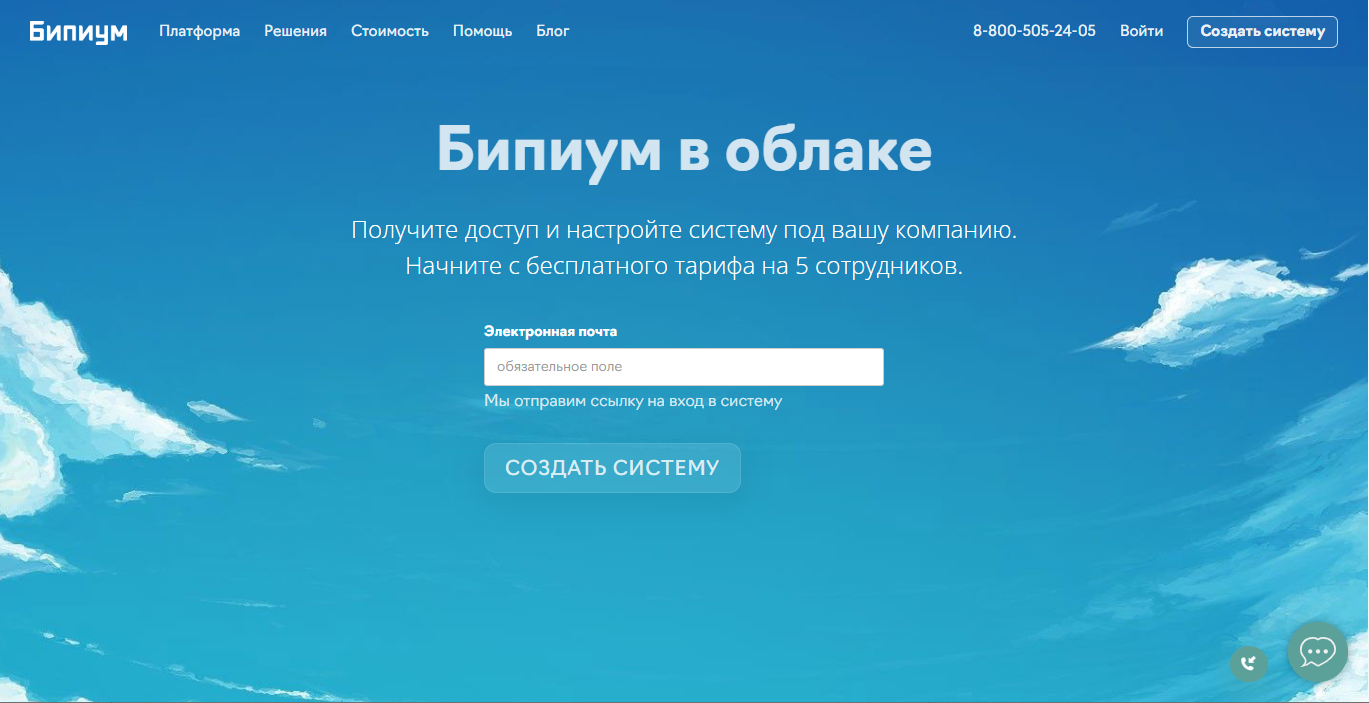 Бипиум Платформа Решения Стоимость Помощь Блог 8-800-505-24-05 Войти Создать систему
Бипиум в облаке
Получите доступ и настройте систему под вашу компанию.
Начните с бесплатного тарифа на 5 сотрудников.
Электронная почта
обязательное поле
Мы отправим ссылку на вход в систему
СОЗДАТЬ СИСТЕМУ